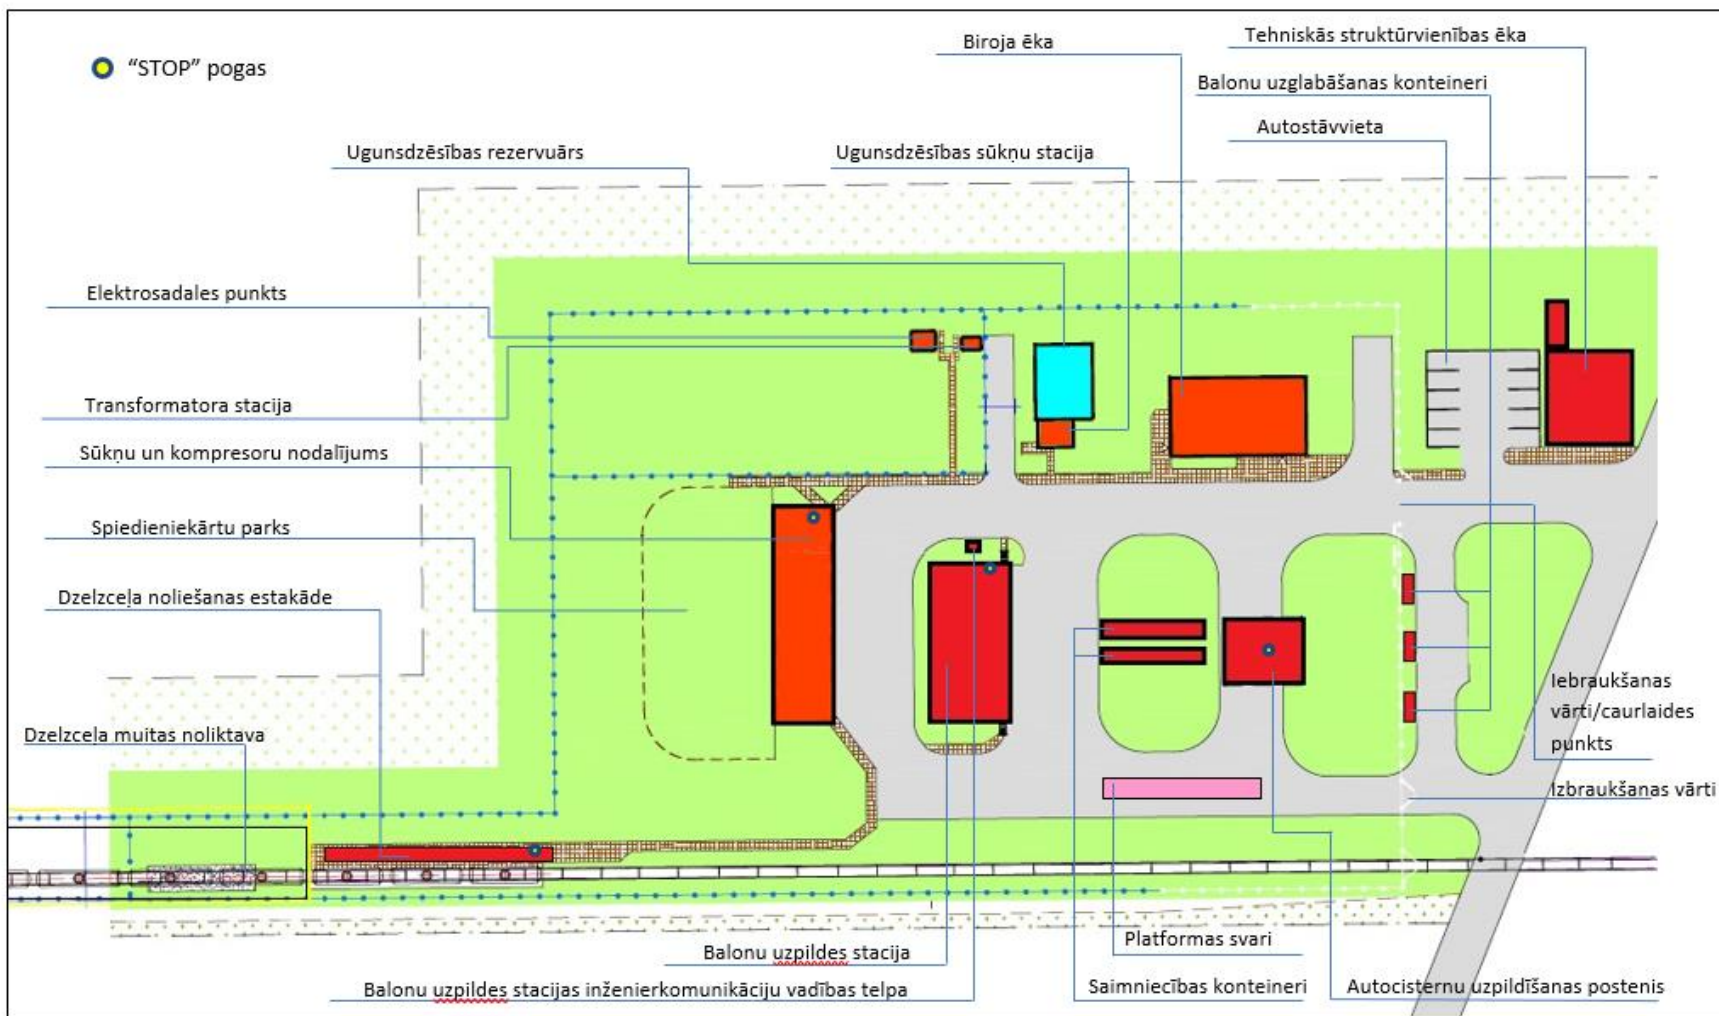 "STOP" pogas
Biroja ēka
Tehniskās struktūrvienības ēka
Balonu uzglabāšanas konteineri
Autostāvvieta
Ugunsdzēsības rezervuārs
Ugunsdzēsības sūkņu stacija
Elektrosadales punkts
Transformatora stacija
Sūkņu un kompresoru nodalījums
Spiedieniekārtu parks
Dzelzceļa noliešanas estakāde
Dzelzceļa muitas noliktava
Iebraukšanas
vārti/caurlaides
punkts
Izbraukšanas vārti
Balonu uzpildes stacija
Platformas svari
Balonu uzpildes stacijas inženierkomunikāciju vadības telpa
Saimniecības konteineri
Autocisternu uzpildīšanas postenis